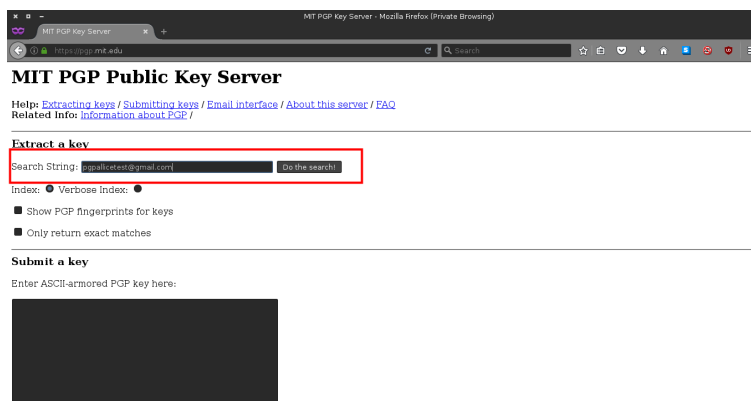 MIT PGP Key Server - Mozilla Firefox (Private Browsing)
MIT PGP Key Server
https://pgp.mit.edu
Search
MIT PGP Public Key Server
Help: Extracting keys / Submitting keys / Email interface / About this server / FAQ
Related Info: Information about PGP /
Extract a key
Search String: pgpallicetest@gmail.com Do the search!
Index: Verbose Index:
Show PGP fingerprints for keys
Only return exact matches
Submit a key
Enter ASCII-armored PGP key here: